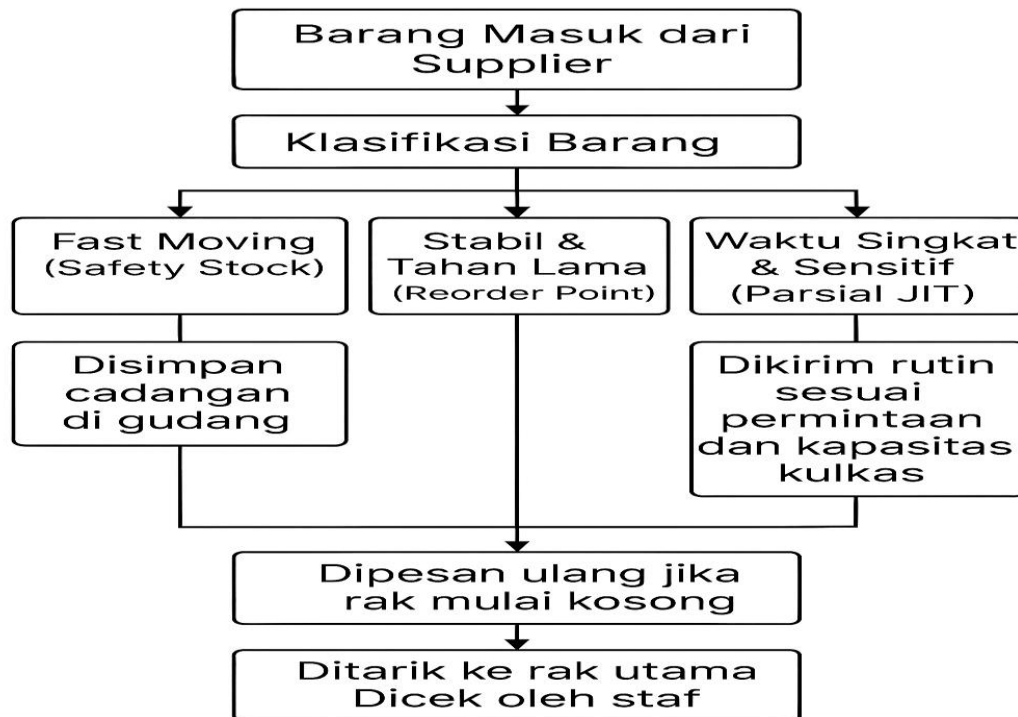 Barang Masuk dari
Supplier
Klasifikasi Barang
Fast Moving
(Safety Stock)
Stabil &
Tahan Lama
(Reorder Point)
Waktu Singkat
& Sensitif
(Parsial JIT)
Disimpan
cadangan
di gudang
Dikirim rutin
sesuai
permintaan
dan kapasitas
kulkas
Dipesan ulang jika
rak mulai kosong
Ditarik ke rak utama
Dicek oleh staf